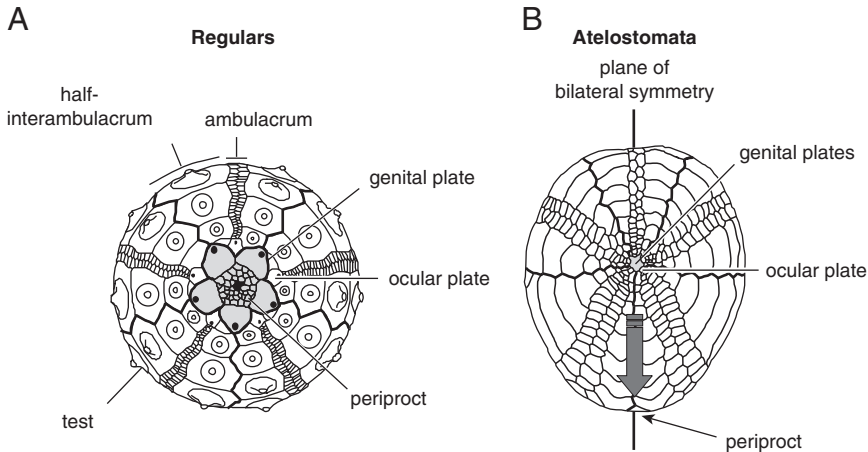 A
Regulars
half-
interambulacrum
ambulacrum
genital plate
ocular plate
periproct
test
B
Atelostomata
plane of
bilateral symmetry
genital plates
ocular plate
periproct